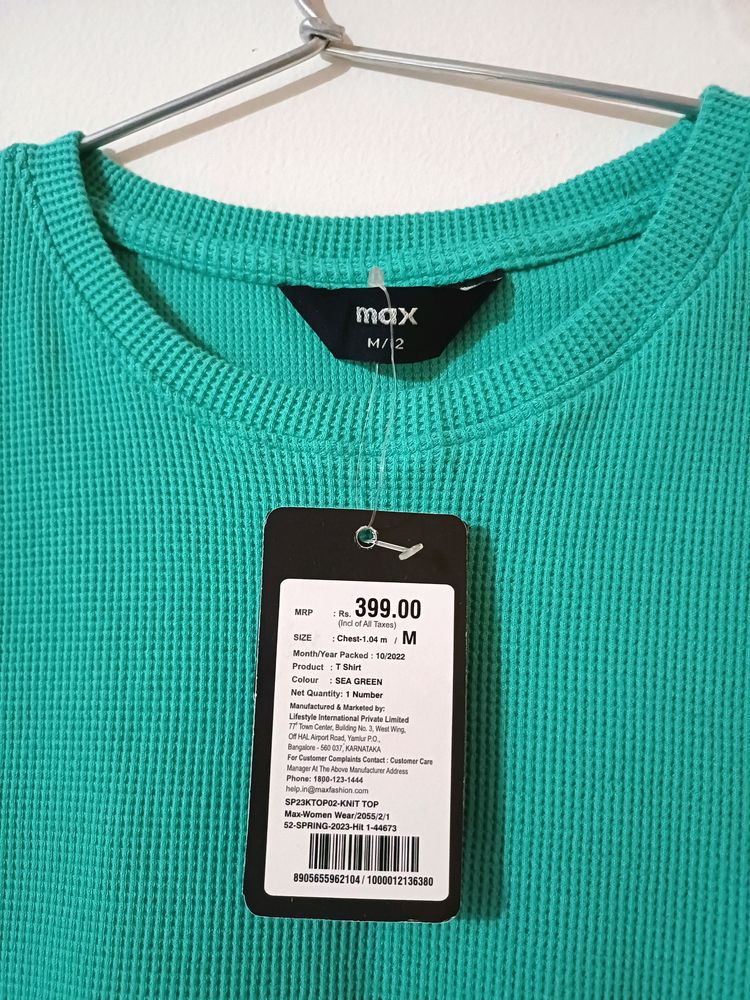 max
M/12
MRP : Rs. 399.00
(Incl of All Taxes)
SIZE : Chest-1.04 m / M
Month/Year Packed : 10/2022
Product : T Shirt
Colour : SEA GREEN
Net Quantity: 1 Number
Manufactured & Marketed by:
Lifestyle International Private Limited
77° Town Center, Building No. 3, West Wing,
Off HAL Airport Road, Yamlur P.O.,
Bangalore - 560 037, KARNATAKA
For Customer Complaints Contact : Customer Care
Manager At The Above Manufacturer Address
Phone: 1800-123-1444
help.in@maxfashion.com
SP23KTOP02-KNIT TOP
Max-Women Wear/2055/2/1
52-SPRING-2023-Hit 1-44673
8905655962104 / 1000012136380